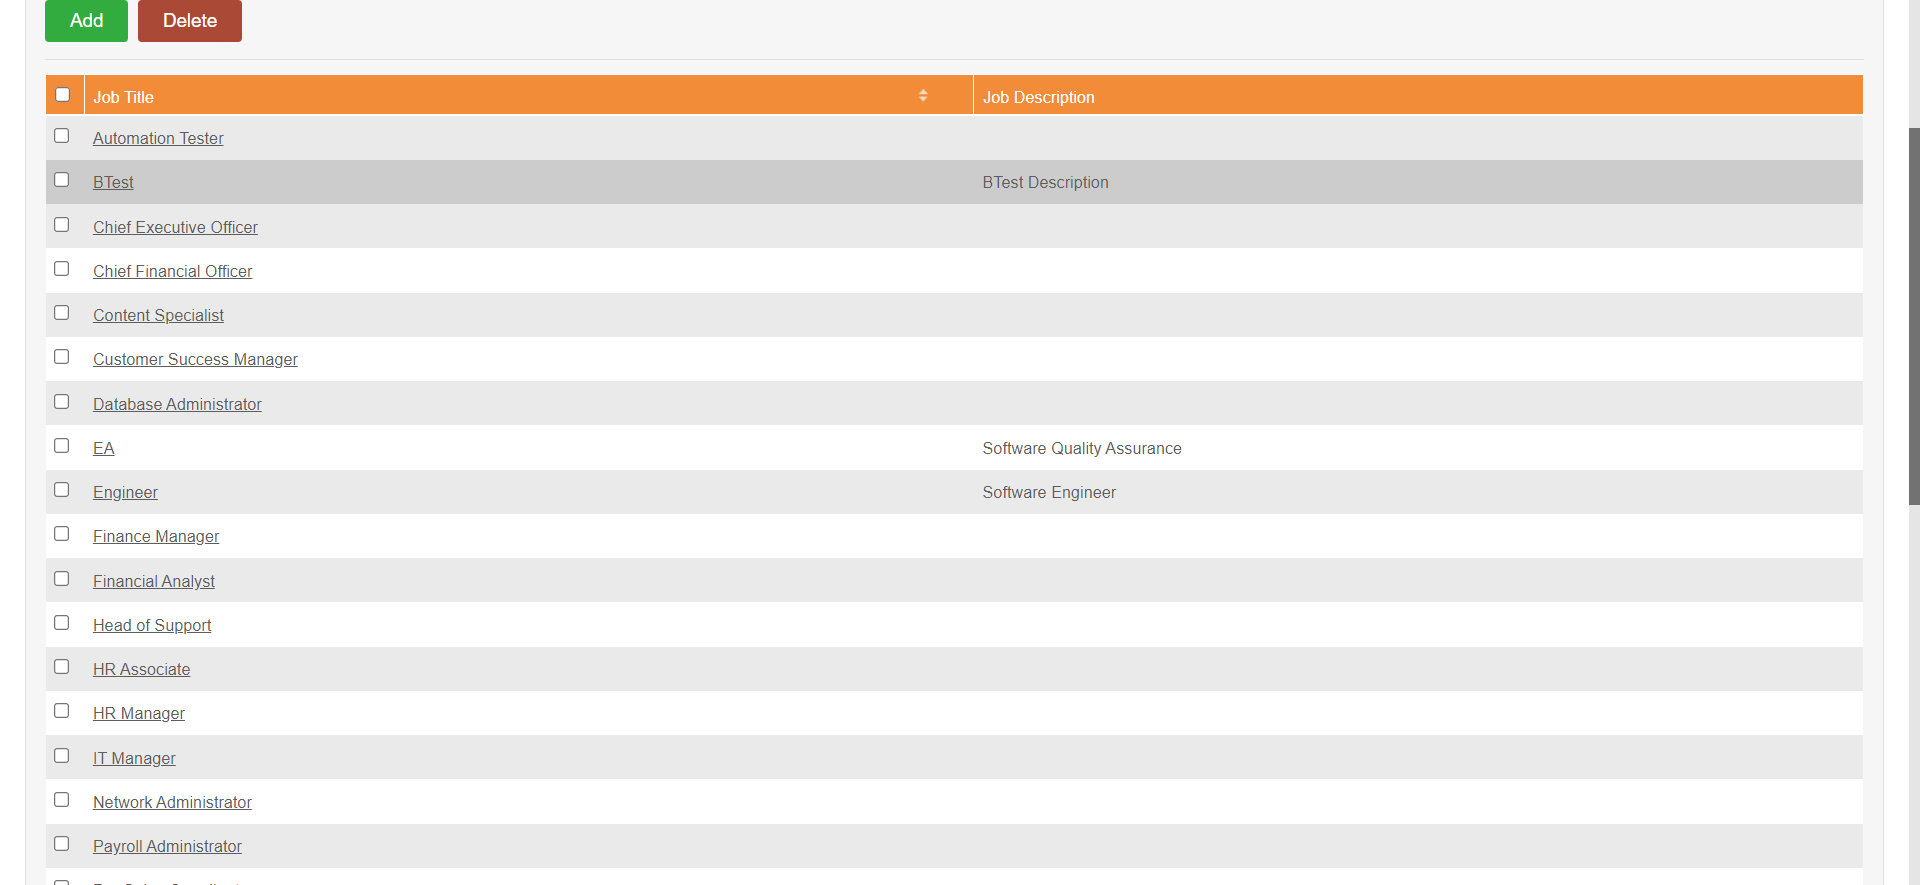 Add Delete
Job Title Job Description
Automation Tester
BTest BTest Description
Chief Executive Officer
Chief Financial Officer
Content Specialist
Customer Success Manager
Database Administrator
EA Software Quality Assurance
Engineer Software Engineer
Finance Manager
Financial Analyst
Head of Support
HR Associate
HR Manager
IT Manager
Network Administrator
Payroll Administrator